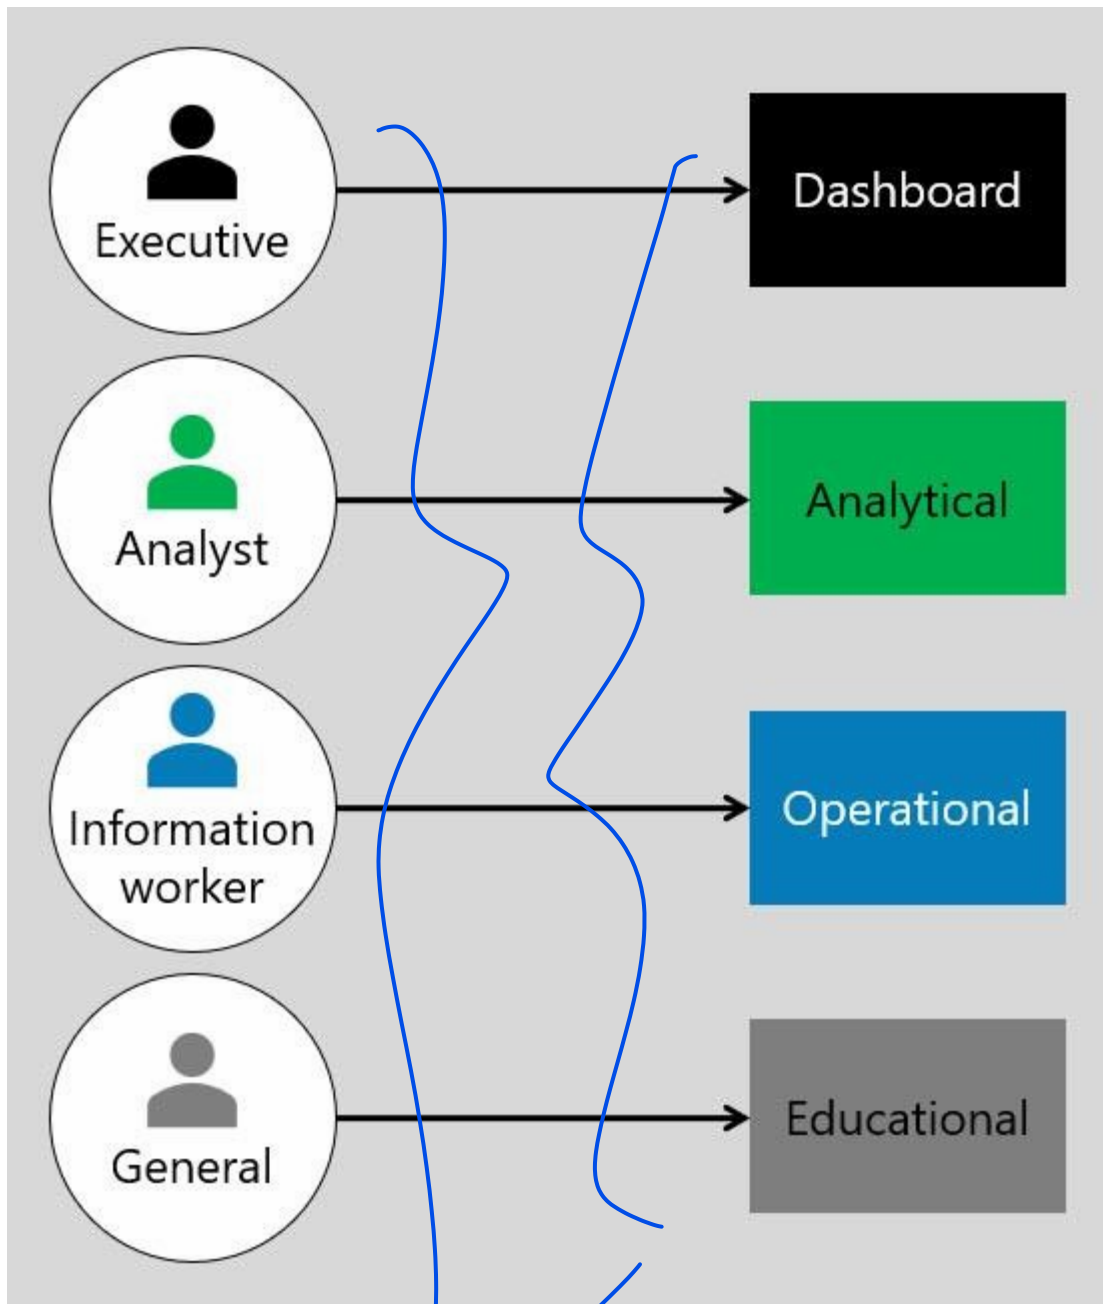 Executive
Dashboard
Analyst
Analytical
Information
worker
Operational
General
Educational